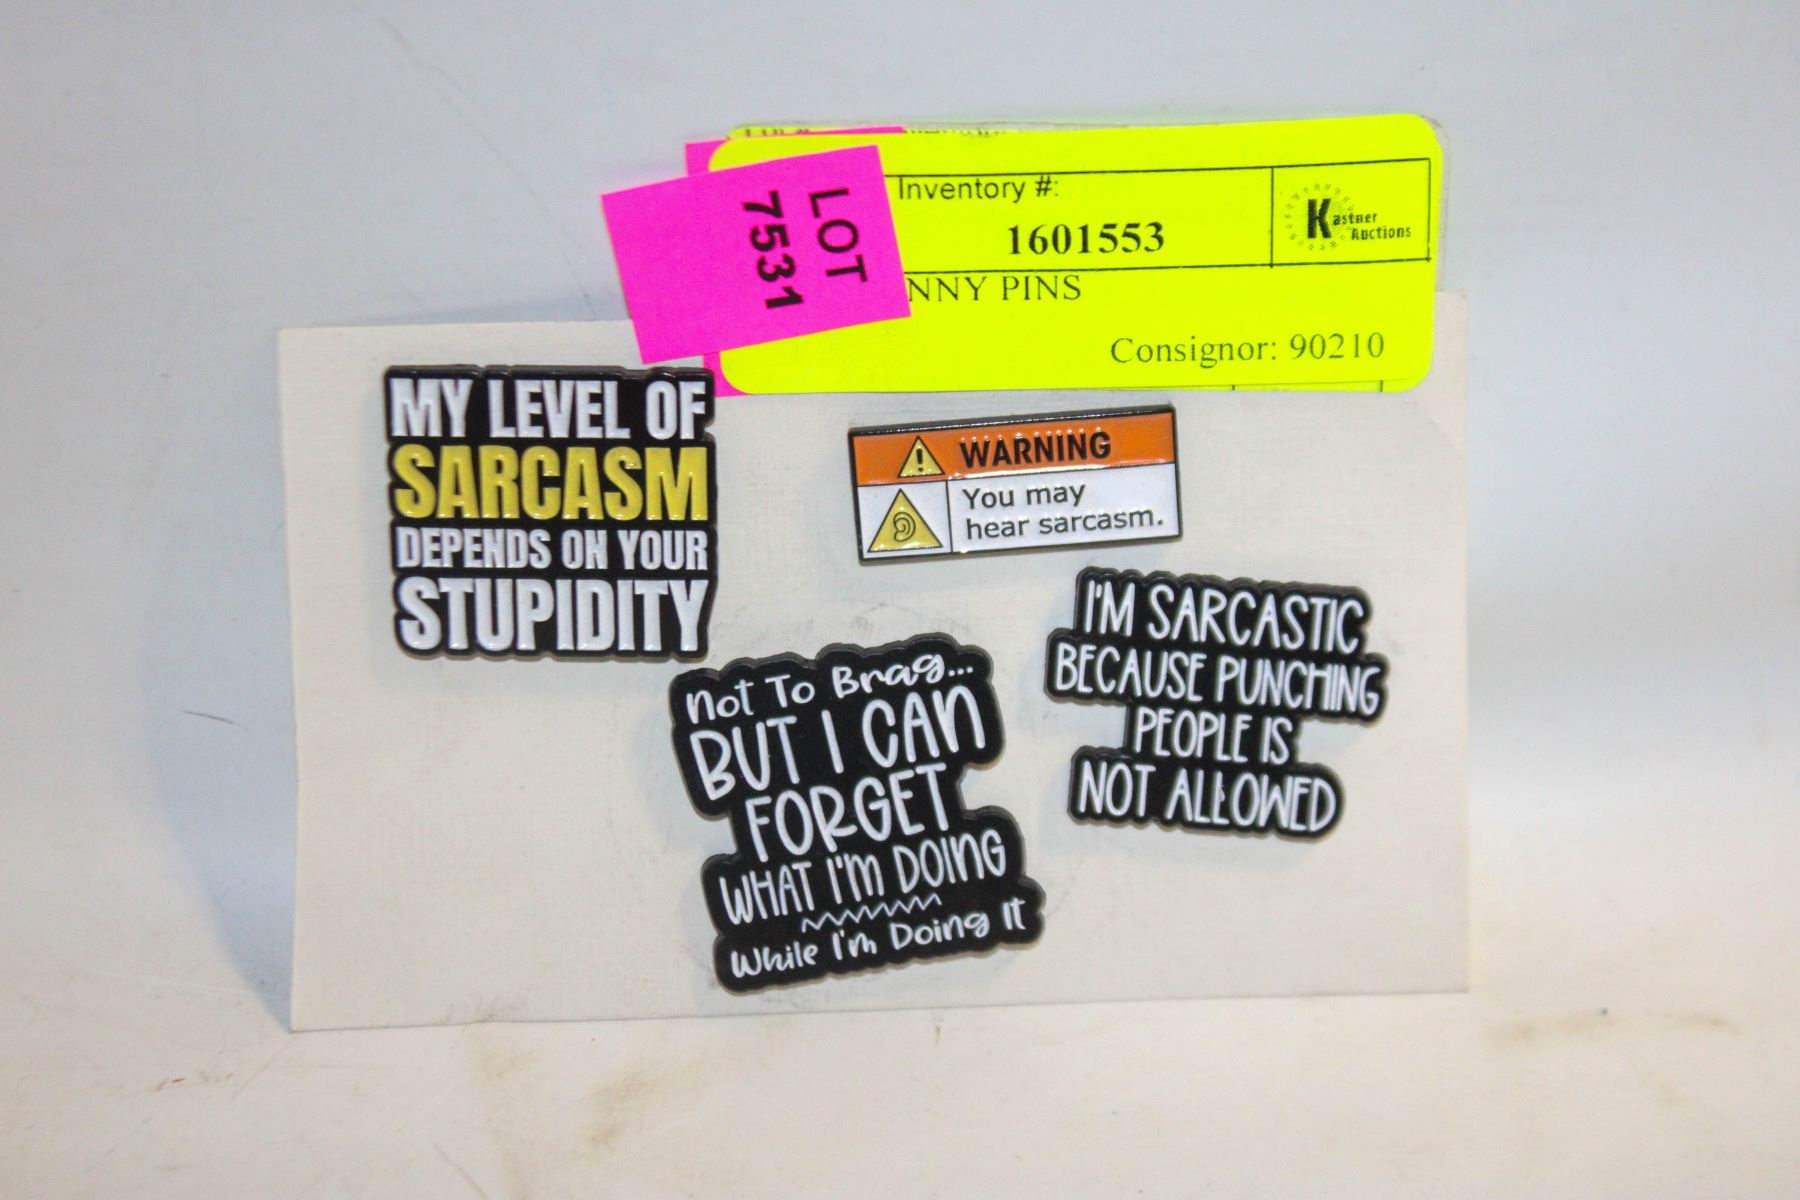 LOT
7531
Inventory #:
1601553
Kastner
Auctions
NNY PINS
Consignor: 90210
MY LEVEL OF
SARCASM
DEPENDS ON YOUR
STUPIDITY
WARNING
You may
hear sarcasm.
I'M SARCASTIC
BECAUSE PUNCHING
PEOPLE IS
NOT ALLOWED
Not To Brag...
BUT I CAN
FORGET
WHAT I'M DOING
While I'm Doing It